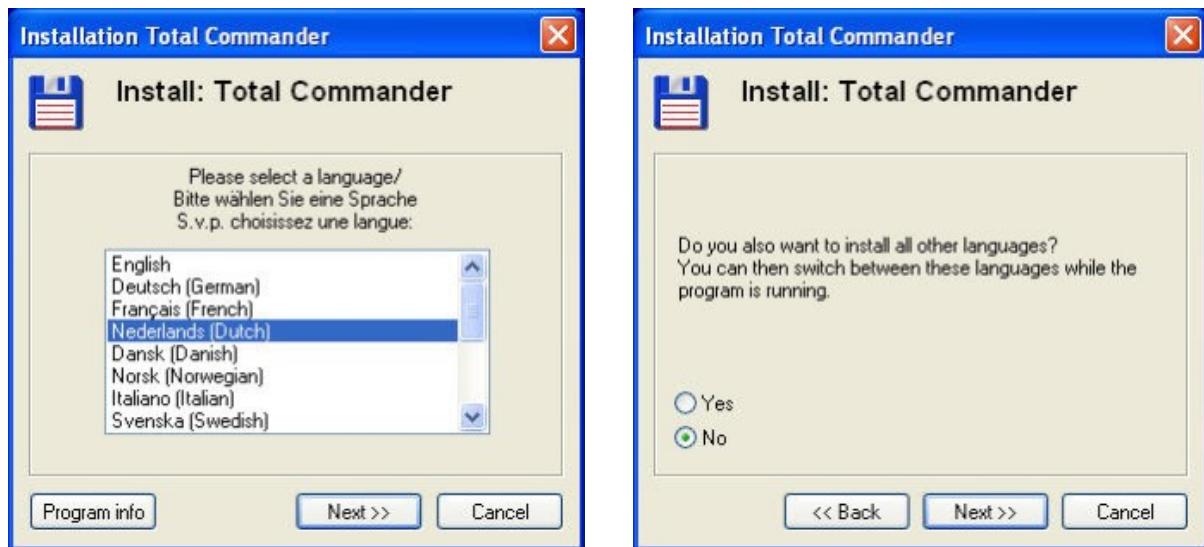 Installation Total Commander
Install: Total Commander
Please select a language/
Bitte wählen Sie eine Sprache
S.v.p. choisissez une langue:
English
Deutsch (German)
Français (French)
Nederlands (Dutch)
Dansk (Danish)
Norsk (Norwegian)
Italiano (Italian)
Svenska (Swedish)
Program info
Next >>
Cancel
Installation Total Commander
Install: Total Commander
Do you also want to install all other languages?
You can then switch between these languages while the
program is running.
Yes
No
<< Back
Next >>
Cancel